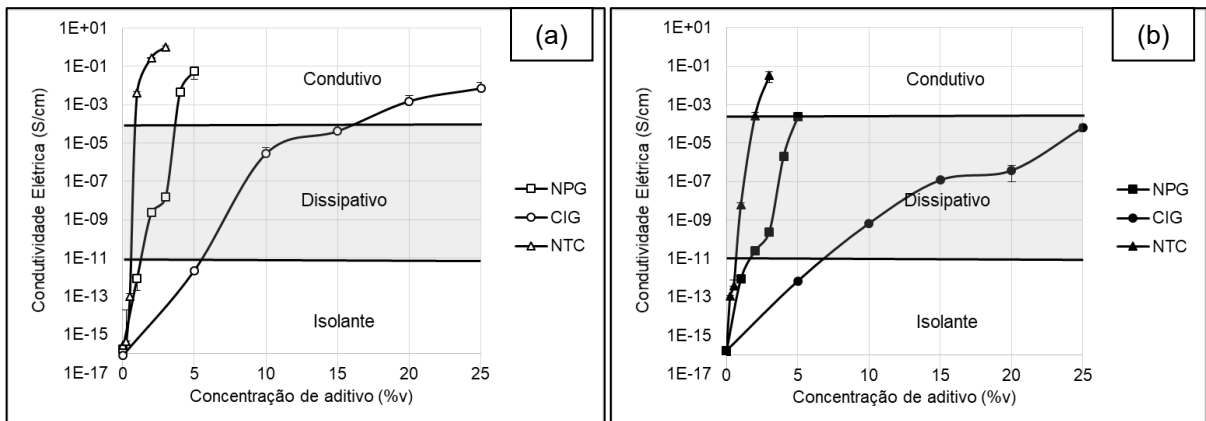 (a)
1E+01
1E-01
1E-03
1E-05
1E-07
1E-09
1E-11
1E-13
1E-15
1E-17
Condutividade Elétrica (S/cm)
Condutivo
Dissipativo
Isolante
NPG
CIG
NTC
0 5 10 15 20 25
Concentração de aditivo (%v)
(b)
1E+01
1E-01
1E-03
1E-05
1E-07
1E-09
1E-11
1E-13
1E-15
1E-17
Condutividade Elétrica (S/cm)
Condutivo
Dissipativo
Isolante
NPG
CIG
NTC
0 5 10 15 20 25
Concentração de aditivo (%v)